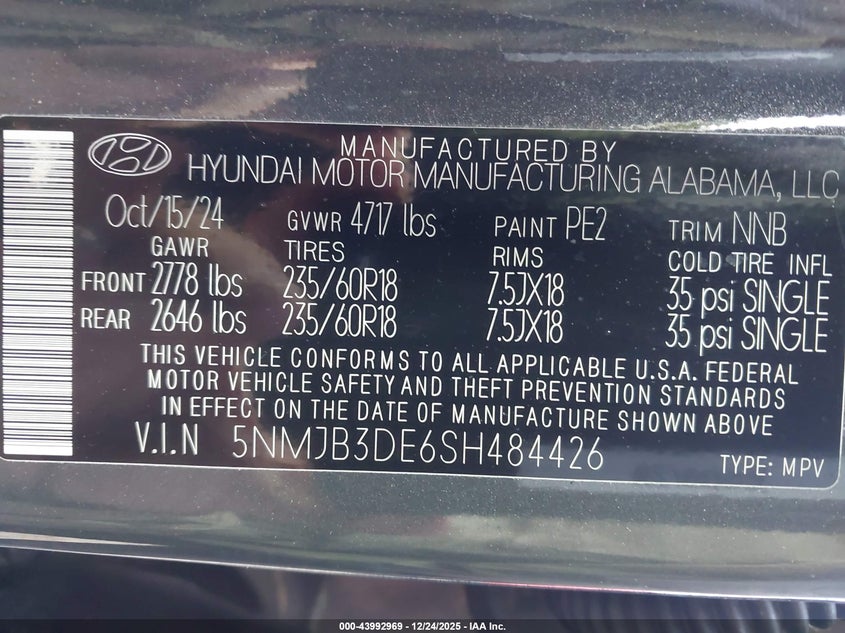 MANUFACTURED BY
HYUNDAI MOTOR MANUFACTURING ALABAMA, LLC
Oct/15/24 GVWR 4717 lbs PAINT PE2 TRIM NNB
GAWR TIRES RIMS COLD TIRE INFL
FRONT 2778 lbs 235/60R18 7.5JX18 35 psi SINGLE
REAR 2646 lbs 235/60R18 7.5JX18 35 psi SINGLE
THIS VEHICLE CONFORMS TO ALL APPLICABLE U.S.A. FEDERAL
MOTOR VEHICLE SAFETY AND THEFT PREVENTION STANDARDS
IN EFFECT ON THE DATE OF MANUFACTURE SHOWN ABOVE
V.I.N 5NMJB3DE6SH484426 TYPE: MPV
000-43992969 - 12/24/2025 - IAA Inc.